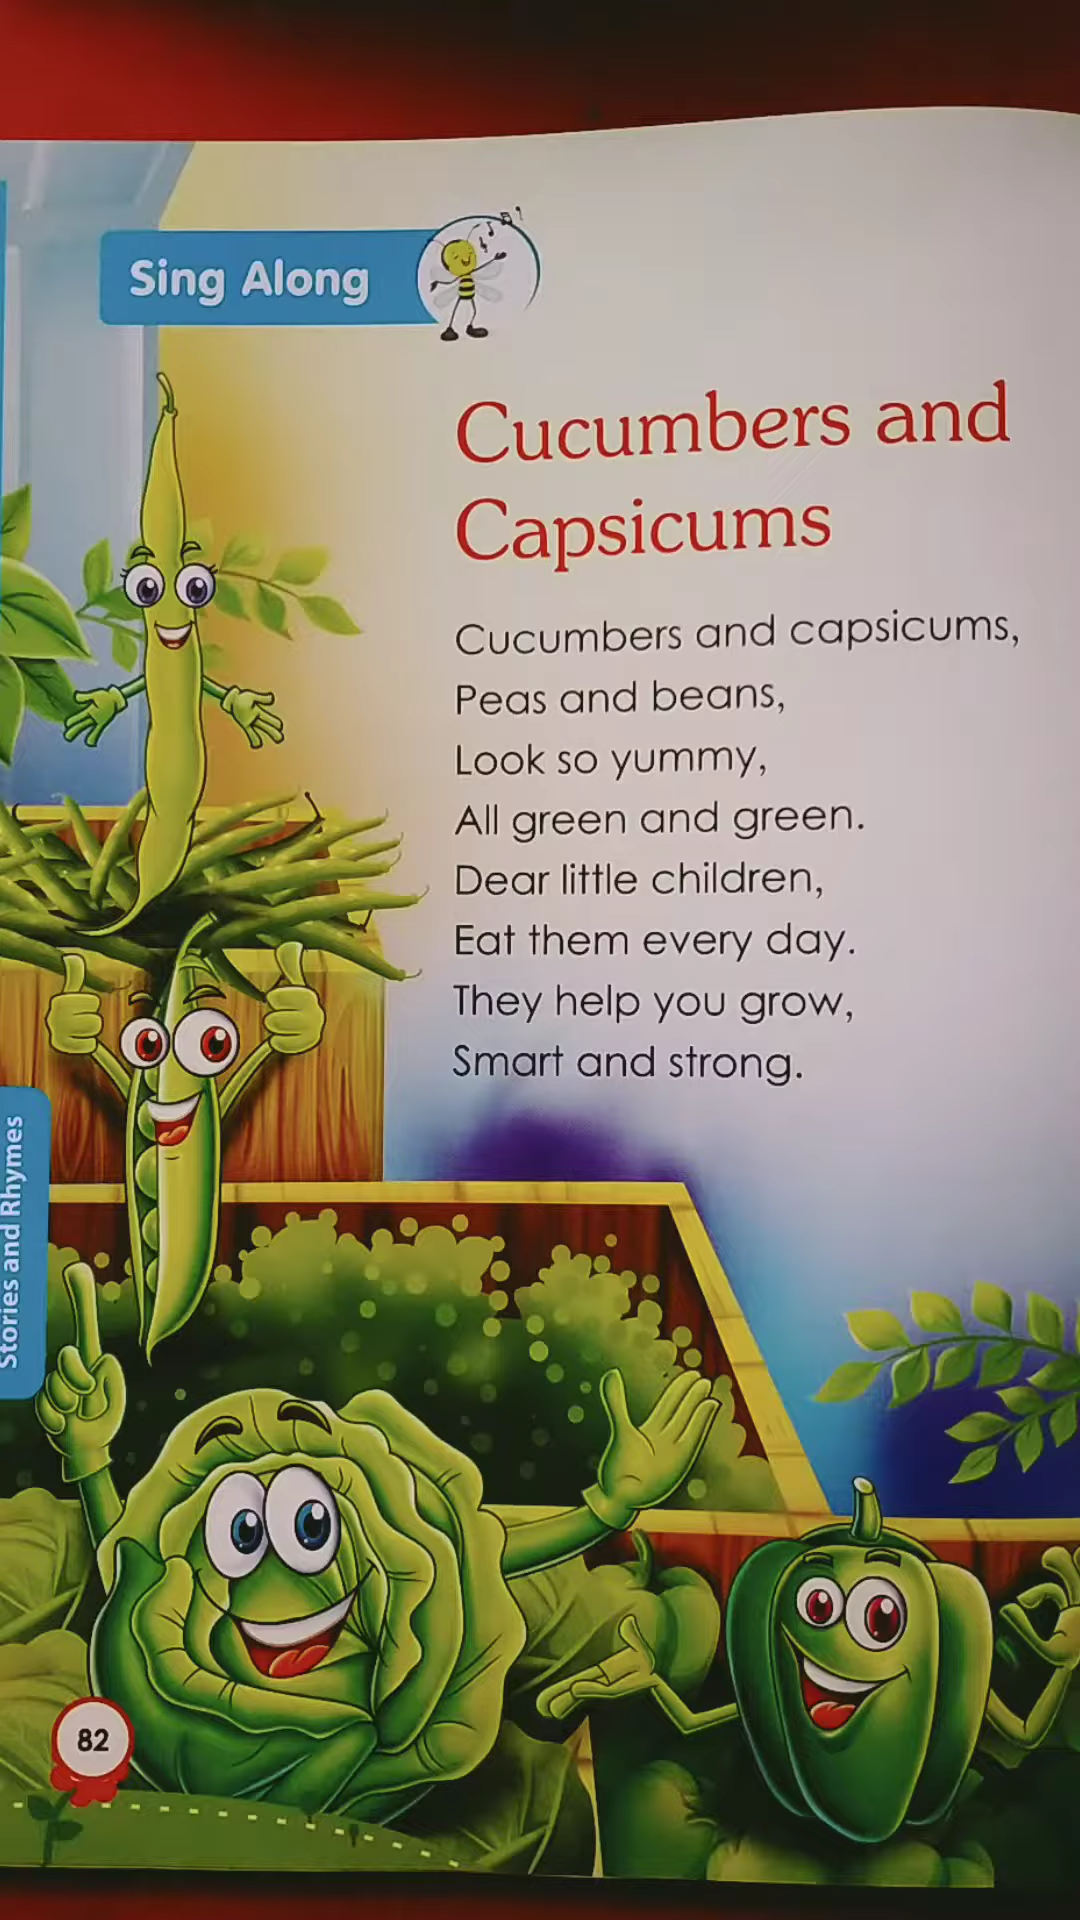 Sing Along
Cucumbers and
Capsicums
Cucumbers and capsicums,
Peas and beans,
Look so yummy,
All green and green.
Dear little children,
Eat them every day.
They help you grow,
Smart and strong.
Stories and Rhymes
82